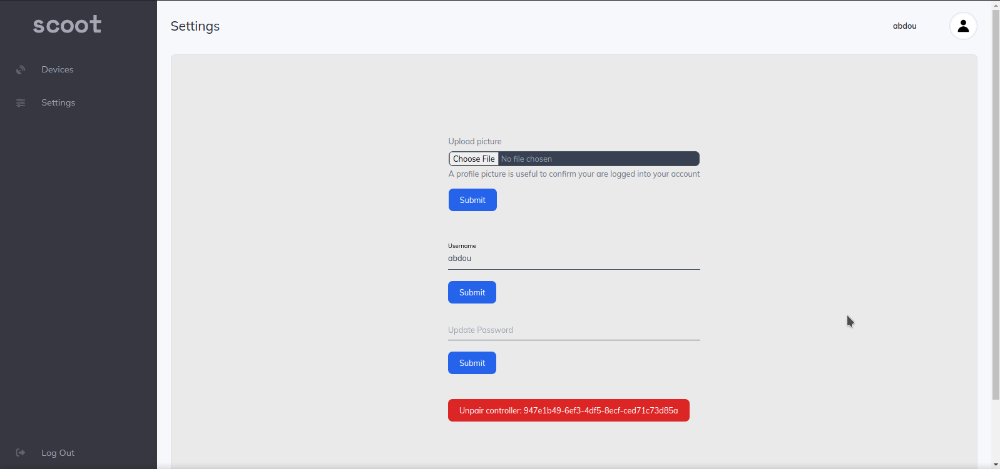 scoot
Devices
Settings
Log Out
Settings
abdou
Upload picture
Choose File No file chosen
A profile picture is useful to confirm your are logged into your account
Submit
Username
abdou
Submit
Update Password
Submit
Unpair controller: 947e1b49-6ef3-4df5-8ecf-ced71c73d85a